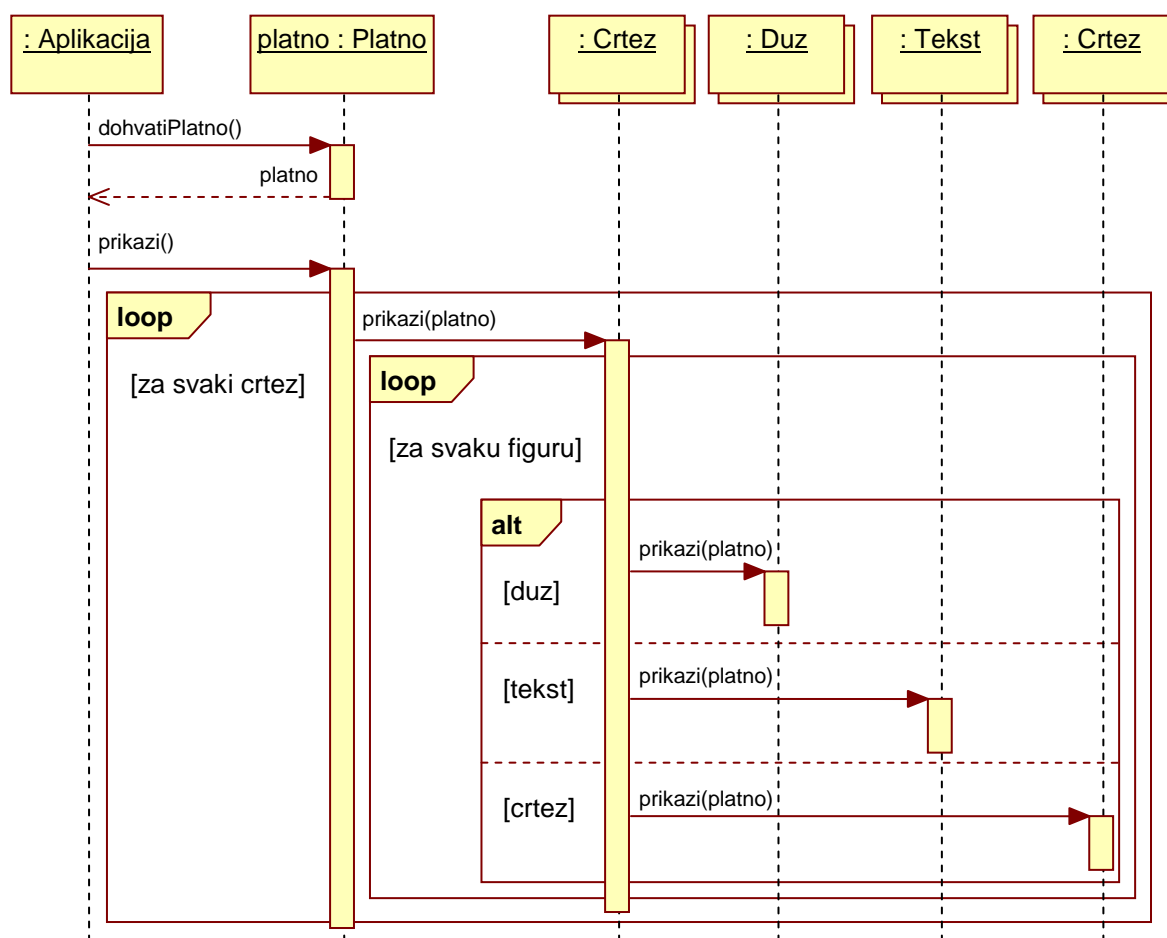 : Aplikacija
platno : Platno
: Crtez
: Duz
: Tekst
: Crtez
dohvatiPlatno()
platno
prikazi()
loop
prikazi(platno)
[za svaki crtez]
loop
[za svaku figuru]
alt
prikazi(platno)
[duz]
prikazi(platno)
[tekst]
prikazi(platno)
[crtez]